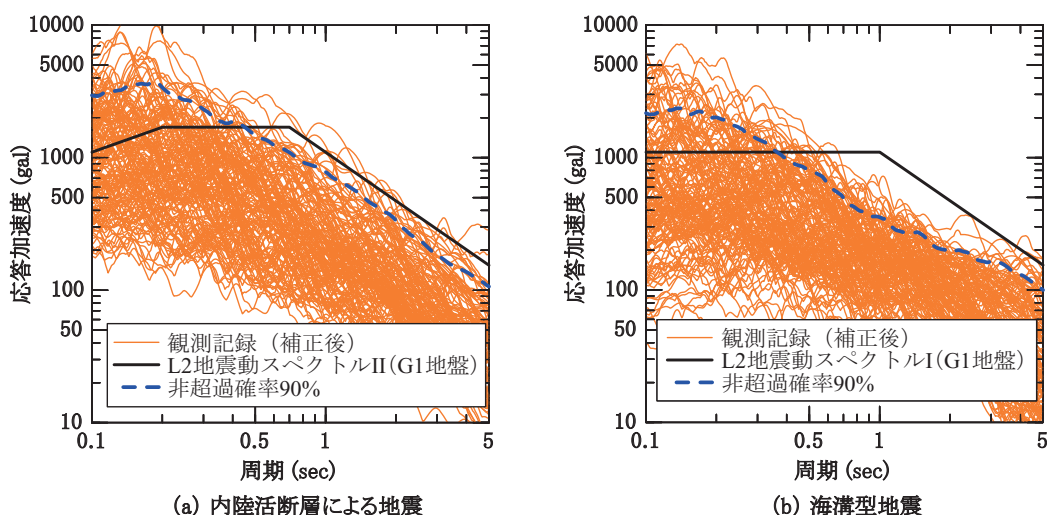 10000
5000
1000
500
100
50
10
応答加速度 (gal)
観測記録（補正後）
L2地震動スペクトルII（G1地盤）
非超過確率90%
0.1
0.5
1
5
周期 (sec)
(a) 内陸活断層による地震
10000
5000
1000
500
100
50
10
応答加速度 (gal)
観測記録（補正後）
L2地震動スペクトルI（G1地盤）
非超過確率90%
0.1
0.5
1
5
周期 (sec)
(b) 海溝型地震